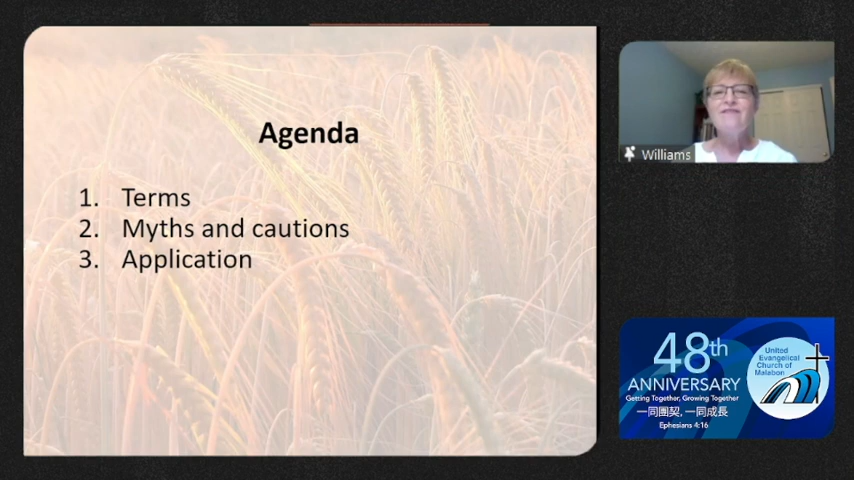 Agenda
1. Terms
2. Myths and cautions
3. Application
Williams
48th
ANNIVERSARY
Getting Together, Growing Together
一同團契, 一同成長
Ephesians 4:16
United
Evangelical
Church of
Malabon